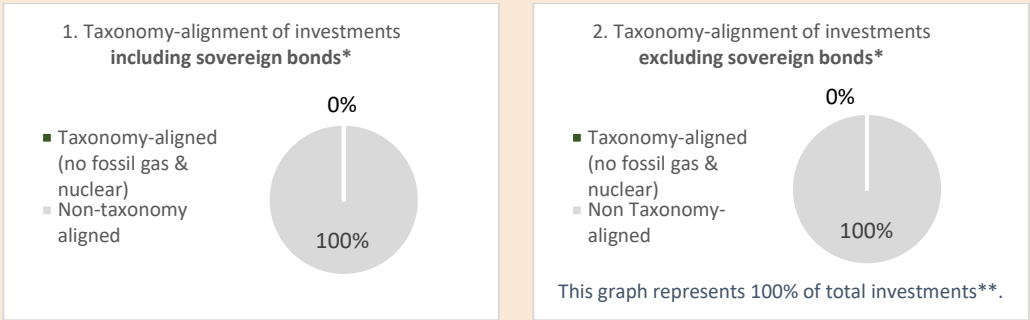 1. Taxonomy-alignment of investments
including sovereign bonds*
0%
Taxonomy-aligned
(no fossil gas &
nuclear)
Non-taxonomy
aligned
100%
2. Taxonomy-alignment of investments
excluding sovereign bonds*
0%
Taxonomy-aligned
(no fossil gas &
nuclear)
Non Taxonomy-
aligned
100%
This graph represents 100% of total investments**.